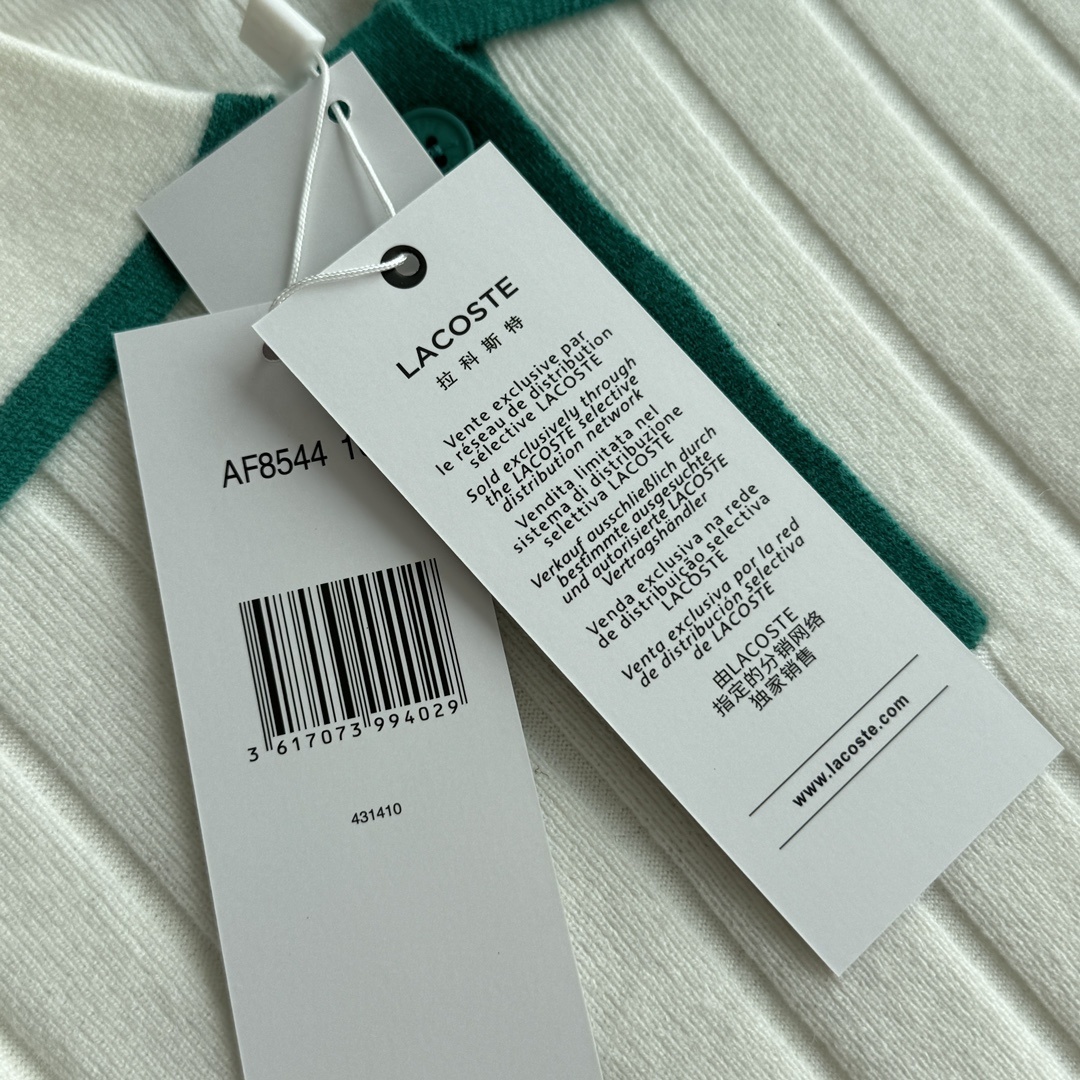 LACOSTE
拉科斯特
Vente exclusive par
le réseau de distribution
sélective LACOSTE
Sold exclusively through
the LACOSTE selective
distribution network
Vendita limitata nel
sistema di distribuzione
selettiva LACOSTE
Verkauf ausschließlich durch
bestimmte ausgesuchte
und autorisierte LACOSTE
Vertragshändler
Venda exclusiva na rede
de distribuição selectiva
LACOSTE
Venta exclusiva por la red
de distribución selectiva
de LACOSTE
由LACOSTE
指定的分销网络
独家销售
www.lacoste.com
AF8544
3 617073 994029
431410